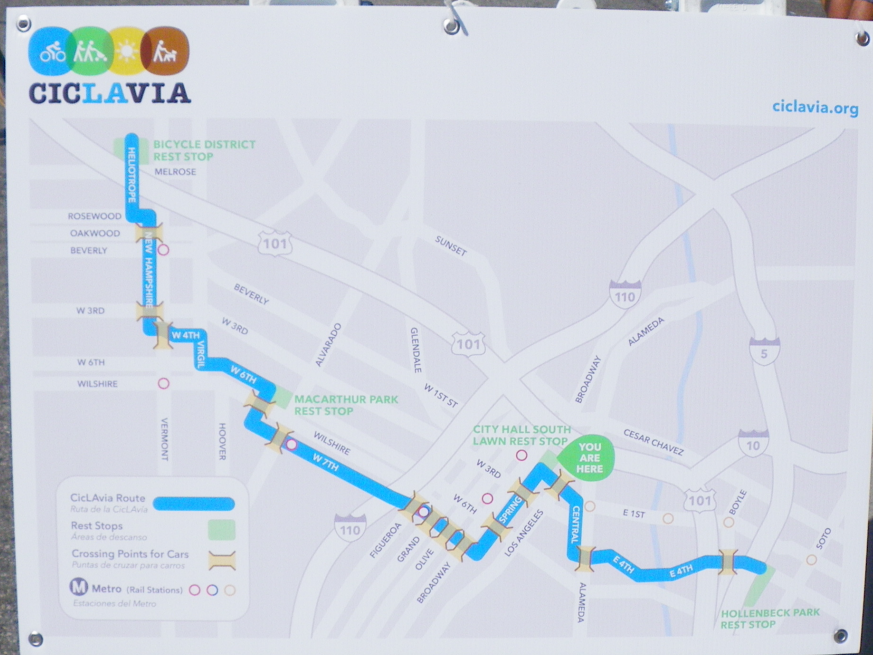 CICLAVIA
ciclavia.org
BICYCLE DISTRICT
REST STOP
MELROSE
HELIOTROPE
ROSEWOOD
OAKWOOD
BEVERLY
NEW HAMPSHIRE
101
SUNSET
110
BEVERLY
W 3RD
W 3RD
ALVARADO
GLENDALE
101
BROADWAY
ALAMEDA
5
W 4TH
VIRGIL
W 6TH
WILSHIRE
W 6TH
W 1ST ST
MACARTHUR PARK
REST STOP
VERMONT
HOOVER
WILSHIRE
W 7TH
CITY HALL SOUTH
LAWN REST STOP
YOU
ARE
HERE
CESAR CHAVEZ
10
W 3RD
W 6TH
SPRING
LOS ANGELES
CENTRAL
E 1ST
101
BOYLE
SOTO
110
FIGUEROA
GRAND
OLIVE
BROADWAY
ALAMEDA
E 4TH
E 4TH
HOLLENBECK PARK
REST STOP
CicLAvia Route
Ruta de la CicLAvia
Rest Stops
Áreas de descanso
Crossing Points for Cars
Puntas de cruzar para carros
M Metro (Rail Stations)
Estaciones del Metro